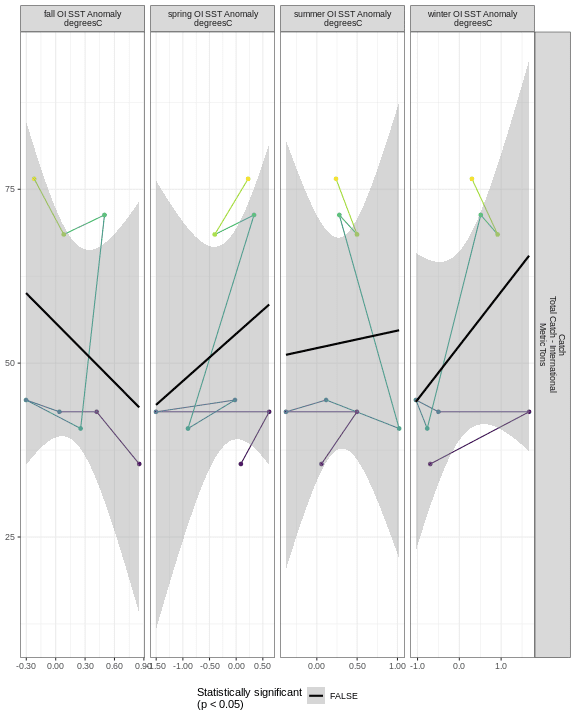 fall OI SST Anomaly
degreesC
spring OI SST Anomaly
degreesC
summer OI SST Anomaly
degreesC
winter OI SST Anomaly
degreesC
75
50
25
Catch
Total Catch - International
Metric Tons
-0.30 0.00 0.30 0.60 0.90
-1.50 -1.00 -0.50 0.00 0.50
0.00 0.50 1.00
-1.0 0.0 1.0
Statistically significant
(p < 0.05)
FALSE